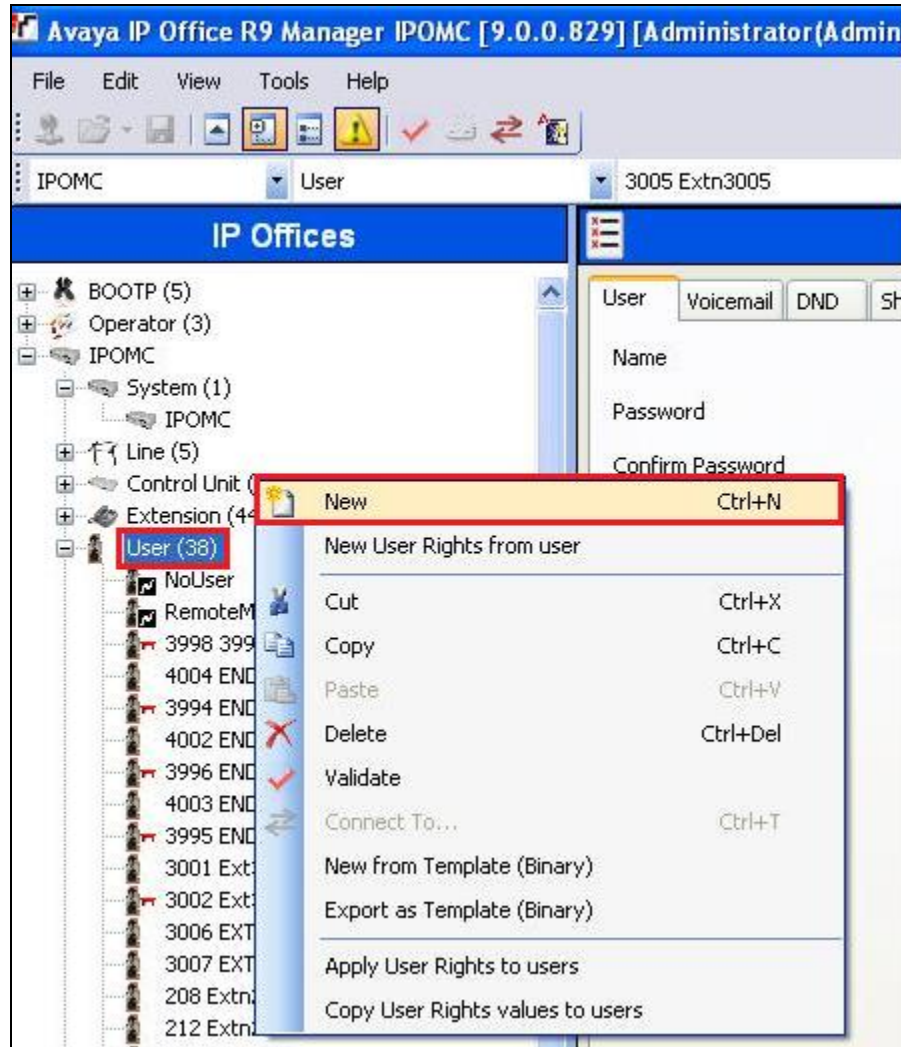 Avaya IP Office R9 Manager IPOMC [9.0.0.829] [Administrator(Admin
File Edit View Tools Help
IPOMC User 3005 Extn3005
IP Offices
BOOTP (5)
Operator (3)
IPOMC
System (1)
IPOMC
Line (5)
Control Unit (
Extension (44
User (38)
NoUser
RemoteM
3998 399
4004 END
3994 END
4002 END
3996 END
4003 END
3995 END
3001 Ext
3002 Ext
3006 EXT
3007 EXT
208 Extn
212 Extn
User Voicemail DND Sh
Name
Password
Confirm Password
New Ctrl+N
New User Rights from user
Cut Ctrl+X
Copy Ctrl+C
Paste Ctrl+V
Delete Ctrl+Del
Validate
Connect To... Ctrl+T
New from Template (Binary)
Export as Template (Binary)
Apply User Rights to users
Copy User Rights values to users